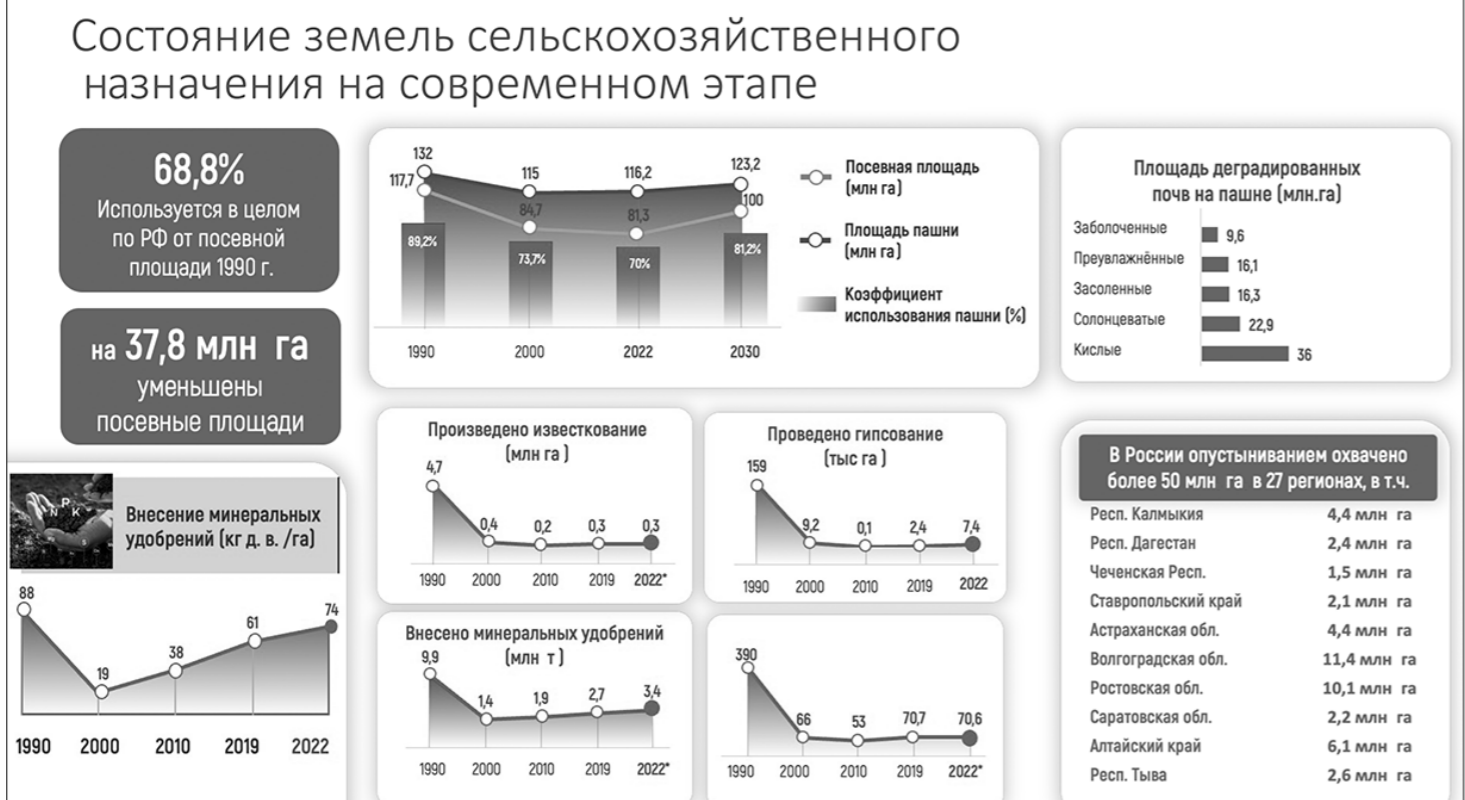 Состояние земель сельскохозяйственного
назначения на современном этапе
68,8%
Используется в целом
по РФ от посевной
площади 1990 г.
на 37,8 млн га
уменьшены
посевные площади
132
117,7
115
84,7
116,2
81,3
123,2
100
89,2%
73,7%
70%
81,2%
1990 2000 2022 2030
Посевная площадь
(млн га)
Площадь пашни
(млн га)
Коэффициент
использования пашни (%)
Площадь деградированных
почв на пашне (млн.га)
Заболоченные 9,6
Преувлажнённые 16,1
Засоленные 16,3
Солонцеватые 22,9
Кислые 36
N P K
Внесение минеральных
удобрений (кг д. в. /га)
88 19 38 61 74
1990 2000 2010 2019 2022
Произведено известкование
(млн га )
4,7 0,4 0,2 0,3 0,3
1990 2000 2010 2019 2022*
Проведено гипсование
(тыс га )
159 9,2 0,1 2,4 7,4
1990 2000 2010 2019 2022
Внесено минеральных удобрений
(млн т )
9,9 1,4 1,9 2,7 3,4
1990 2000 2010 2019 2022*
390 66 53 70,7 70,6
1990 2000 2010 2019 2022*
В России опустыниванием охвачено
более 50 млн га в 27 регионах, в т.ч.
Респ. Калмыкия 4,4 млн га
Респ. Дагестан 2,4 млн га
Чеченская Респ. 1,5 млн га
Ставропольский край 2,1 млн га
Астраханская обл. 4,4 млн га
Волгоградская обл. 11,4 млн га
Ростовская обл. 10,1 млн га
Саратовская обл. 2,2 млн га
Алтайский край 6,1 млн га
Респ. Тыва 2,6 млн га